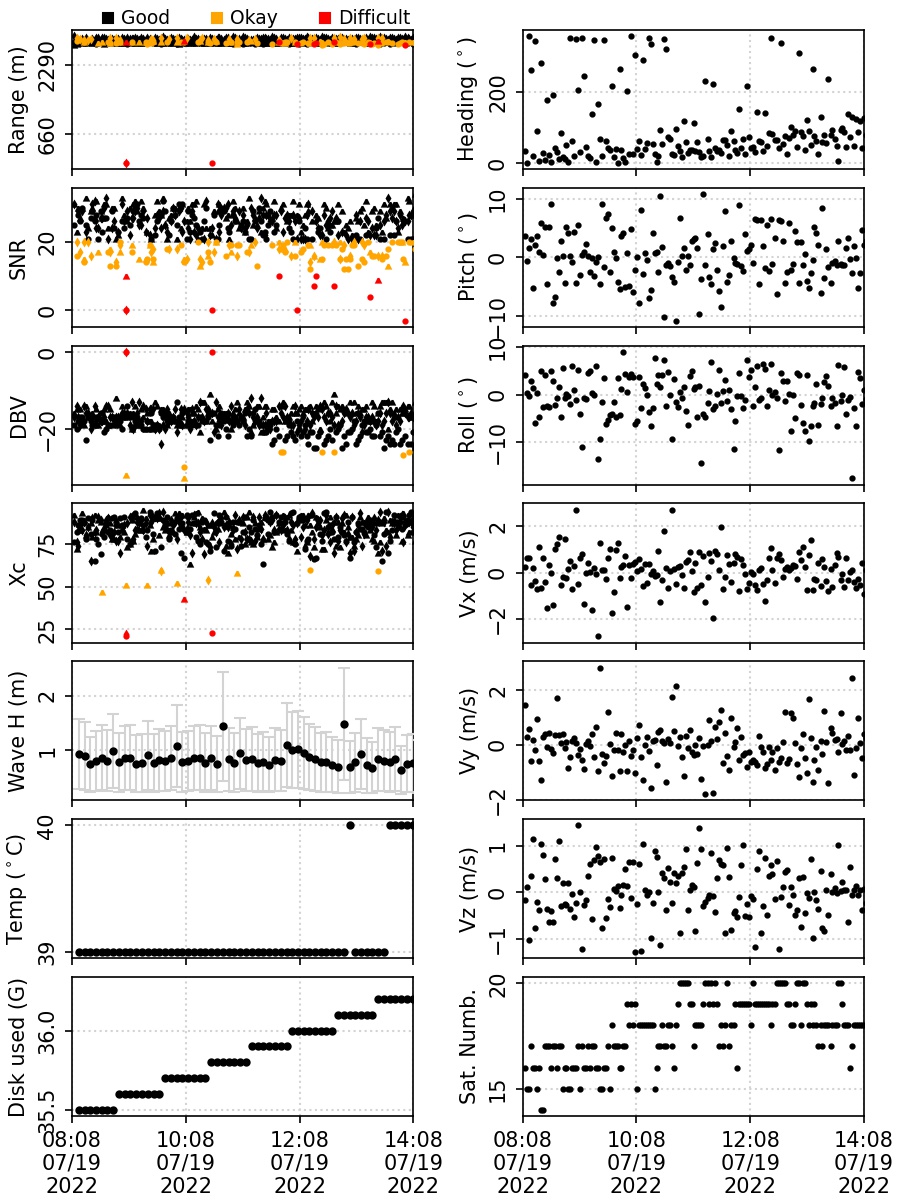 Good Okay Difficult
Range (m)
2290
660
SNR
20
0
DBV
0
−20
Xc
75
50
25
Wave H (m)
2
1
Temp (°C)
40
39
Disk used (G)
36.0
35.5
08:08 10:08 12:08 14:08
07/19 07/19 07/19 07/19
2022 2022 2022 2022
Heading (°)
200
0
Pitch (°)
10
0
−10
Roll (°)
10
0
−10
Vx (m/s)
2
0
−2
Vy (m/s)
2
0
−2
Vz (m/s)
1
0
−1
Sat. Numb.
20
15
08:08 10:08 12:08 14:08
07/19 07/19 07/19 07/19
2022 2022 2022 2022